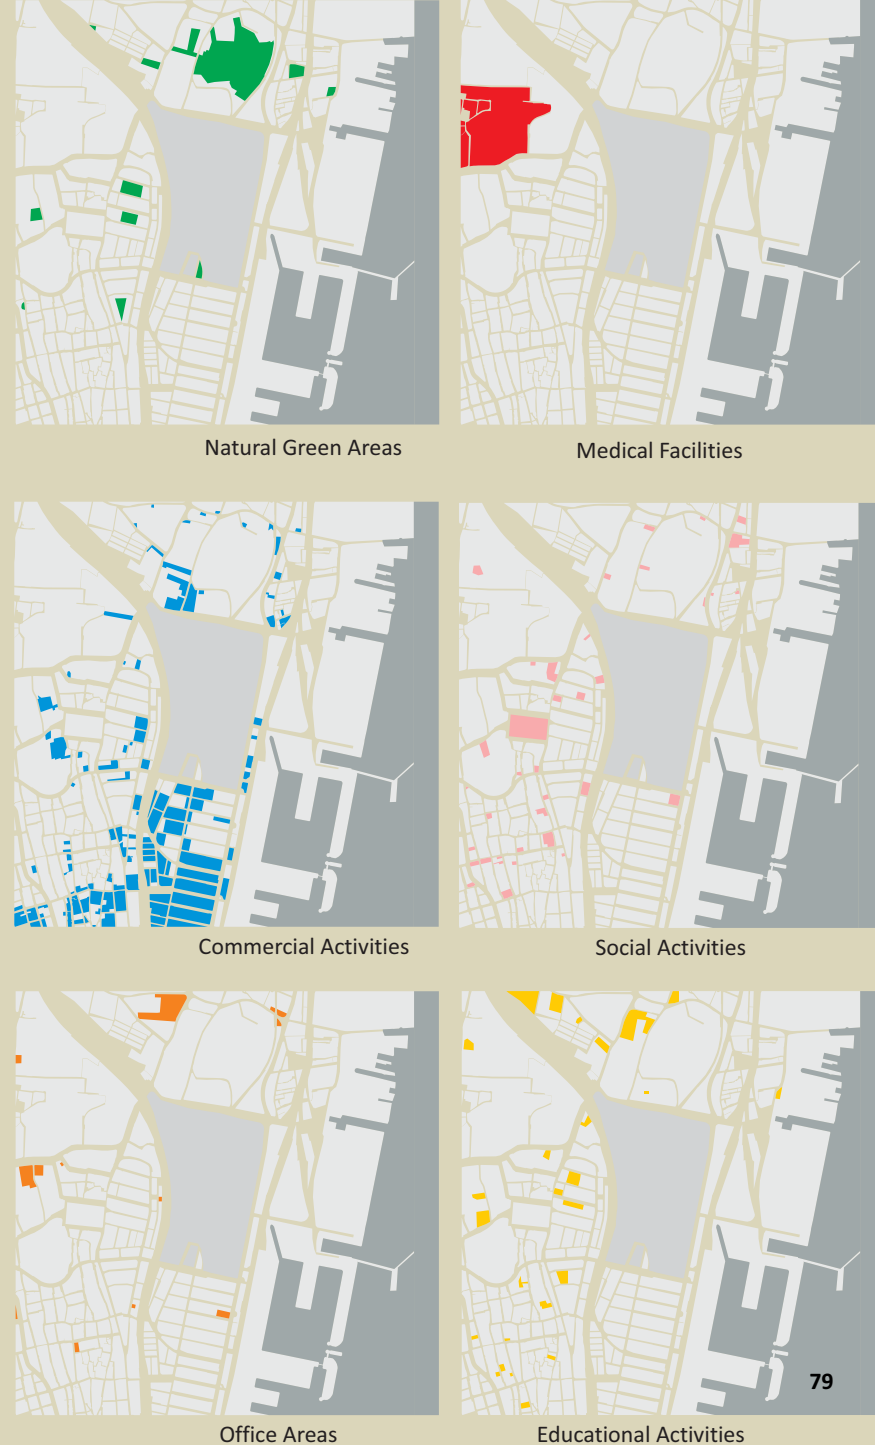 Natural Green Areas
Medical Facilities
Commercial Activities
Social Activities
79
Office Areas
Educational Activities